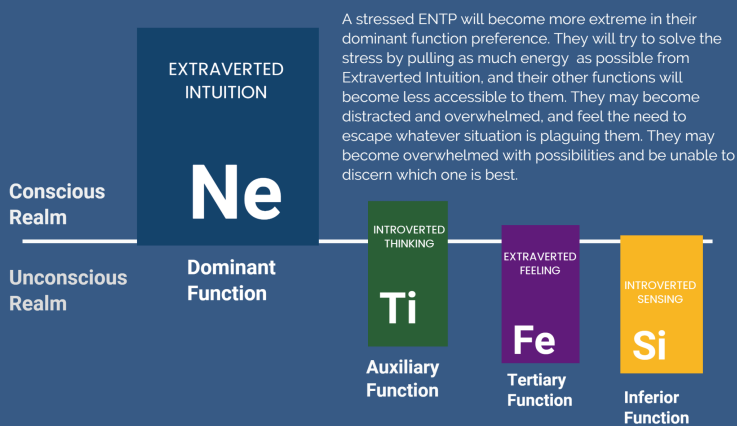 A stressed ENTP will become more extreme in their
dominant function preference. They will try to solve the
stress by pulling as much energy as possible from
Extraverted Intuition, and their other functions will
become less accessible to them. They may become
distracted and overwhelmed, and feel the need to
escape whatever situation is plaguing them. They may
become overwhelmed with possibilities and be unable to
discern which one is best.
EXTRAVERTED
INTUITION
Ne
Conscious
Realm
Unconscious
Realm
Dominant
Function
INTROVERTED
THINKING
Ti
Auxiliary
Function
EXTRAVERTED
FEELING
Fe
Tertiary
Function
INTROVERTED
SENSING
Si
Inferior
Function